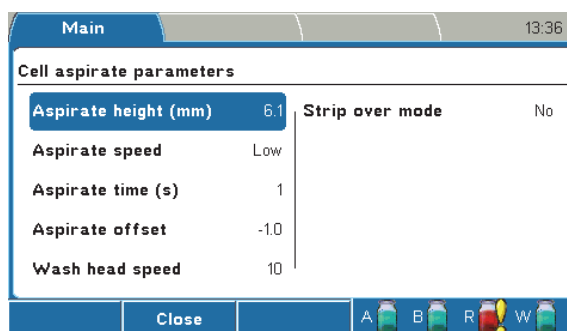 Main 13:36
Cell aspirate parameters
Aspirate height (mm) 6.1 Strip over mode No
Aspirate speed Low
Aspirate time (s) 1
Aspirate offset -1.0
Wash head speed 10
Close A B R W